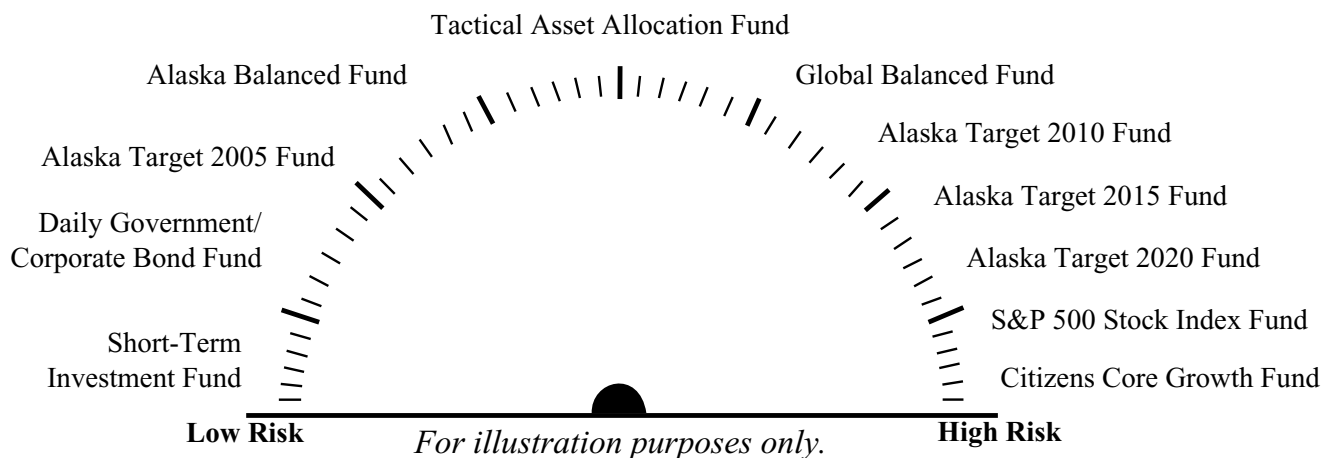 Tactical Asset Allocation Fund
Alaska Balanced Fund
Global Balanced Fund
Alaska Target 2010 Fund
Alaska Target 2005 Fund
Alaska Target 2015 Fund
Daily Government/
Corporate Bond Fund
Alaska Target 2020 Fund
S&P 500 Stock Index Fund
Short-Term
Investment Fund
Citizens Core Growth Fund
Low Risk
For illustration purposes only.
High Risk